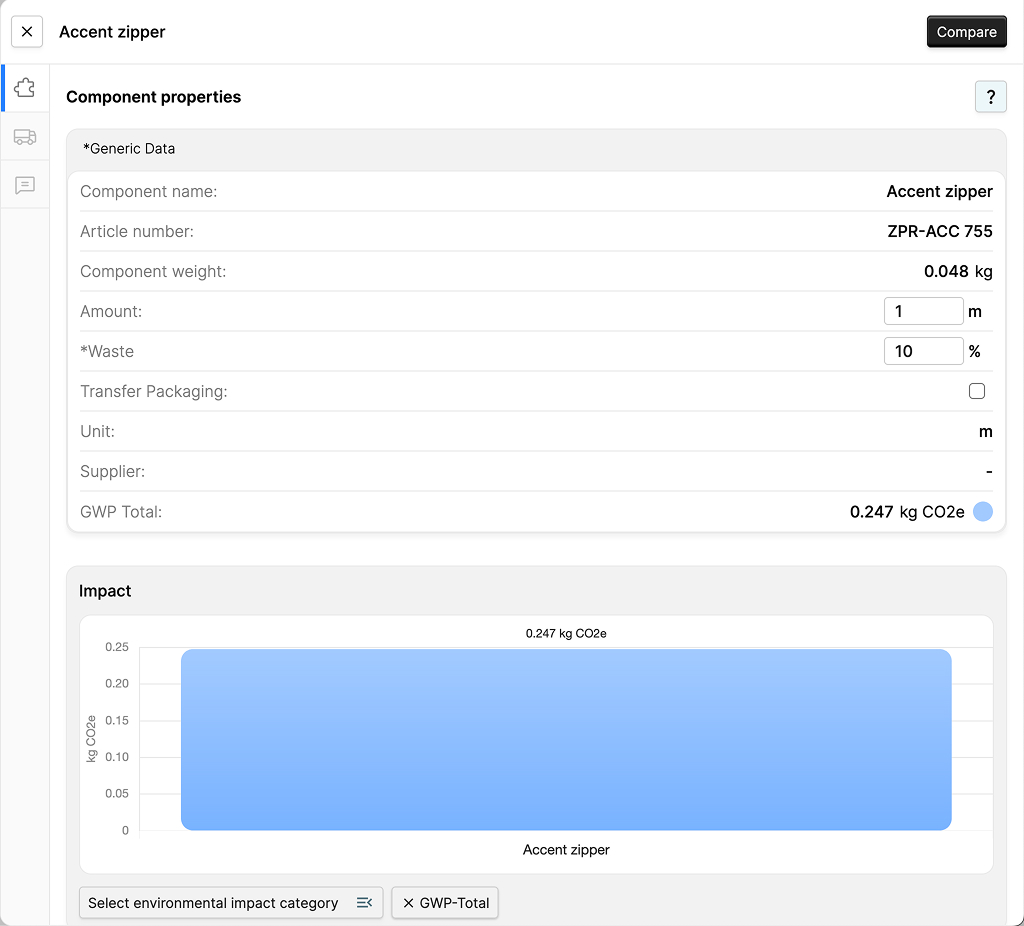 Accent zipper
Compare
Component properties
?
*Generic Data
Component name: Accent zipper
Article number: ZPR-ACC 755
Component weight: 0.048 kg
Amount: 1 m
*Waste 10 %
Transfer Packaging:
Unit: m
Supplier: -
GWP Total: 0.247 kg CO2e
Impact
0.247 kg CO2e
kg CO2e
0.25
0.20
0.15
0.10
0.05
0
Accent zipper
Select environmental impact category
GWP-Total